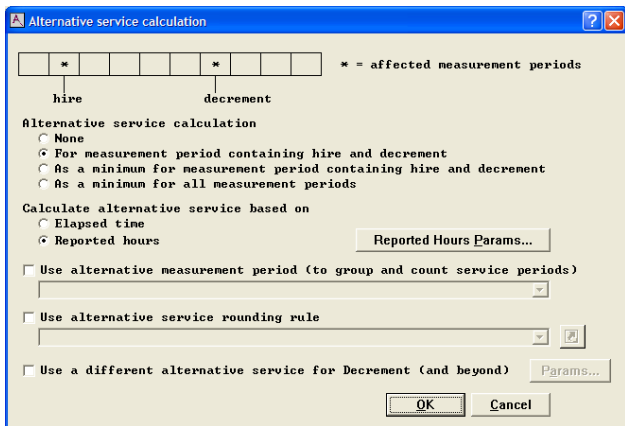 Alternative service calculation
* * * = affected measurement periods
hire decrement
Alternative service calculation
None
For measurement period containing hire and decrement
As a minimum for measurement period containing hire and decrement
As a minimum for all measurement periods
Calculate alternative service based on
Elapsed time
Reported hours
Reported Hours Params...
Use alternative measurement period (to group and count service periods)
Use alternative service rounding rule
Use a different alternative service for Decrement (and beyond)
Params...
OK Cancel